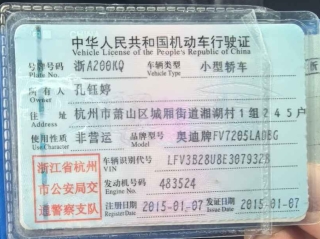 中华人民共和国机动车行驶证
Vehicle License of the People's Republic of China
号牌号码 浙AZ00KQ 车辆类型 小型轿车
Plate No. Vehicle Type
所有人 孔钰婷
Owner
住 址 杭州市萧山区城厢街道湘湖村1组245户
Address
使用性质 非营运 品牌型号 奥迪牌FV7205LADBG
Use Character Model
浙江省杭州 车辆识别代号 LFV3B28U8E3079328
VIN
市公安局交 发动机号码 483524
Engine No.
通警察支队 注册日期 2015-01-07 发证日期 2015-01-07
Register Date Issue Date